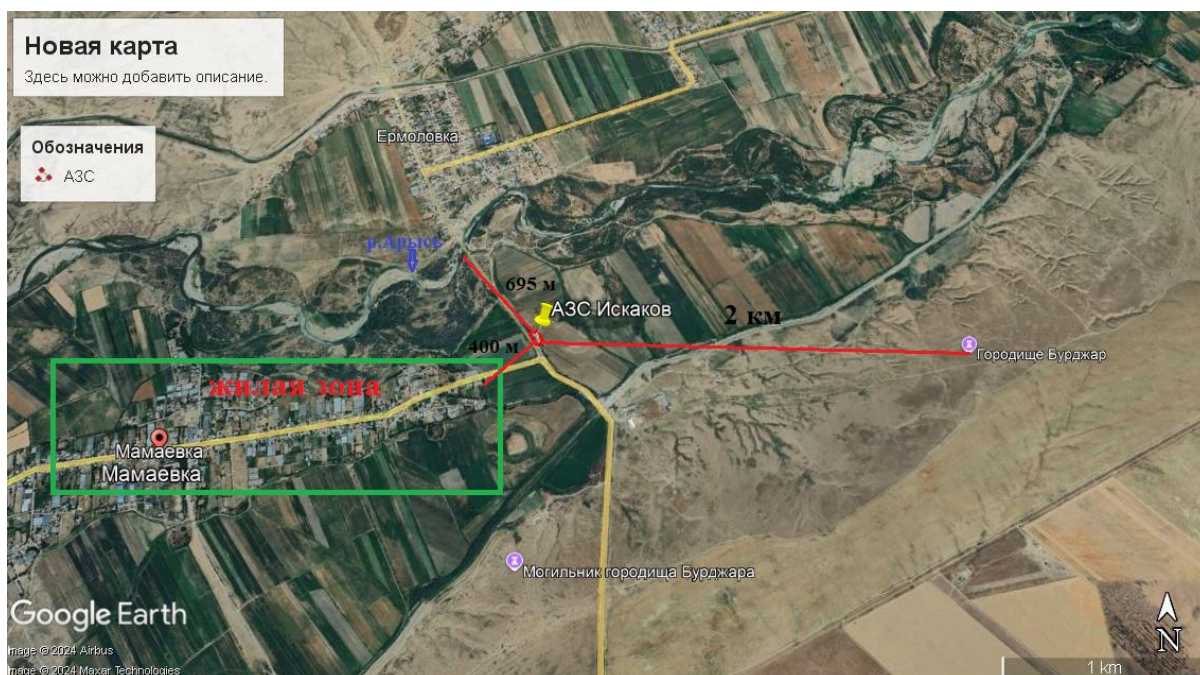 Новая карта
Здесь можно добавить описание.
Обозначения
АЗС
Ермоловка
р.Арысь
695 м
АЗС Искаков
2 км
400 м
Городище Бурджар
жилая зона
Мамаевка
Мамаевка
Могильник городища Бурджара
Google Earth
N
Image © 2024 Airbus
Image © 2024 Maxar Technologies
1 km